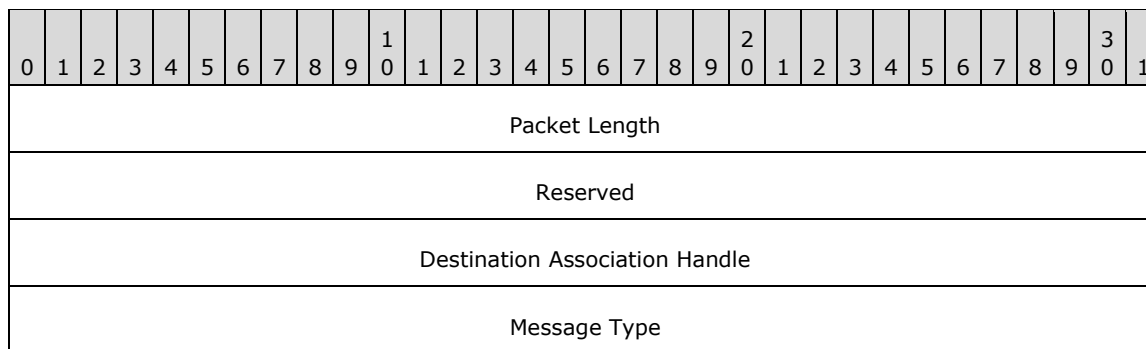 1 2 3
0 1 2 3 4 5 6 7 8 9 0 1 2 3 4 5 6 7 8 9 0 1 2 3 4 5 6 7 8 9 0 1
Packet Length
Reserved
Destination Association Handle
Message Type